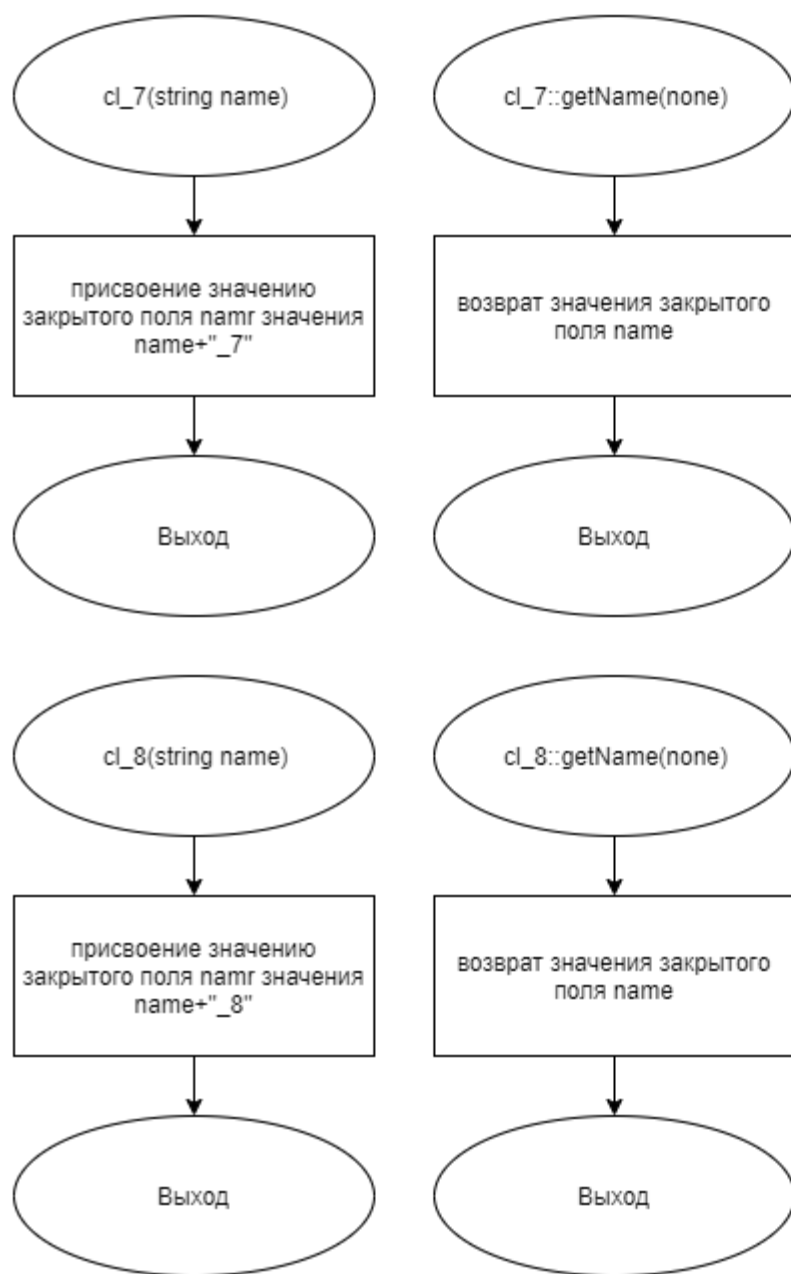 cl_7(string name)
cl_7::getName(none)
присвоение значению
закрытого поля namr значения
name+"_7"
возврат значения закрытого
поля name
Выход
Выход
cl_8(string name)
cl_8::getName(none)
присвоение значению
закрытого поля namr значения
name+"_8"
возврат значения закрытого
поля name
Выход
Выход